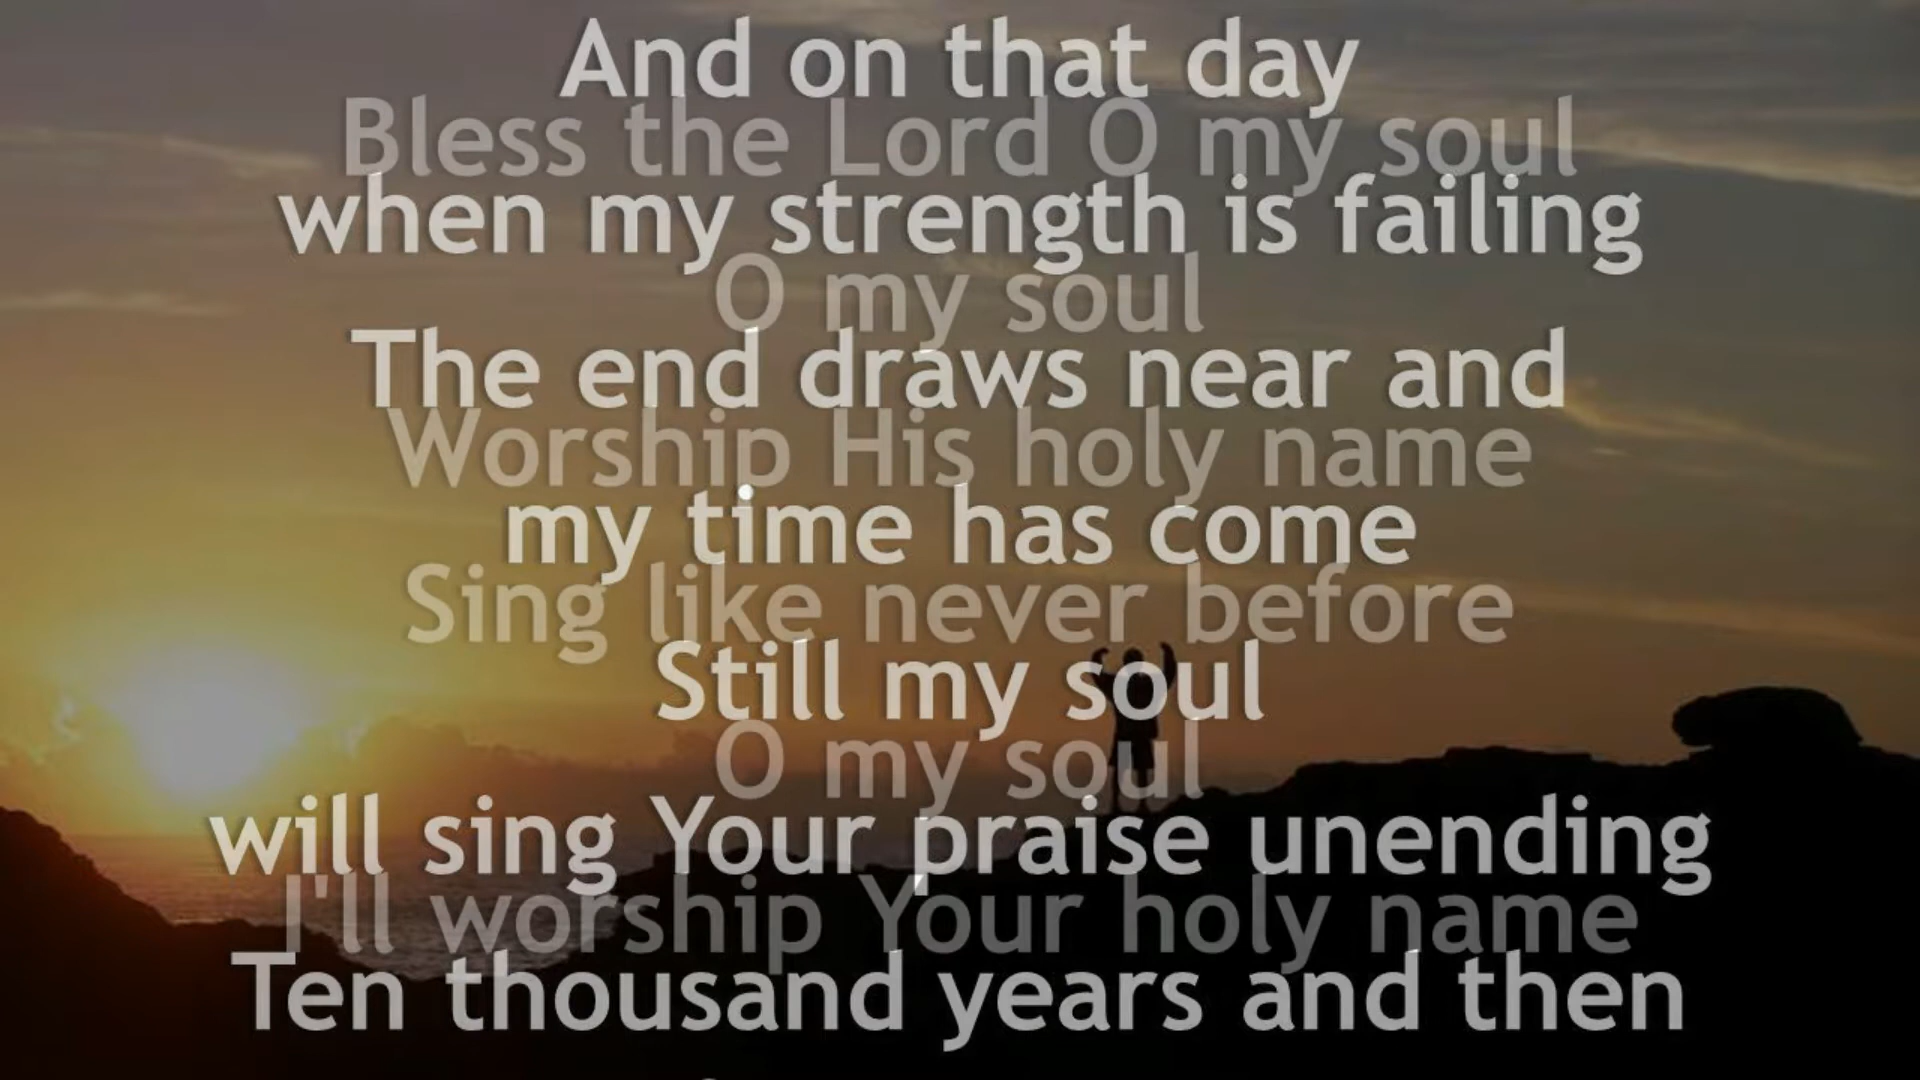 And on that day
Bless the Lord O my soul
when my strength is failing
O my soul
The end draws near and
Worship His holy name
my time has come
Sing like never before
Still my soul
O my soul
will sing Your praise unending
I'll worship Your holy name
Ten thousand years and then